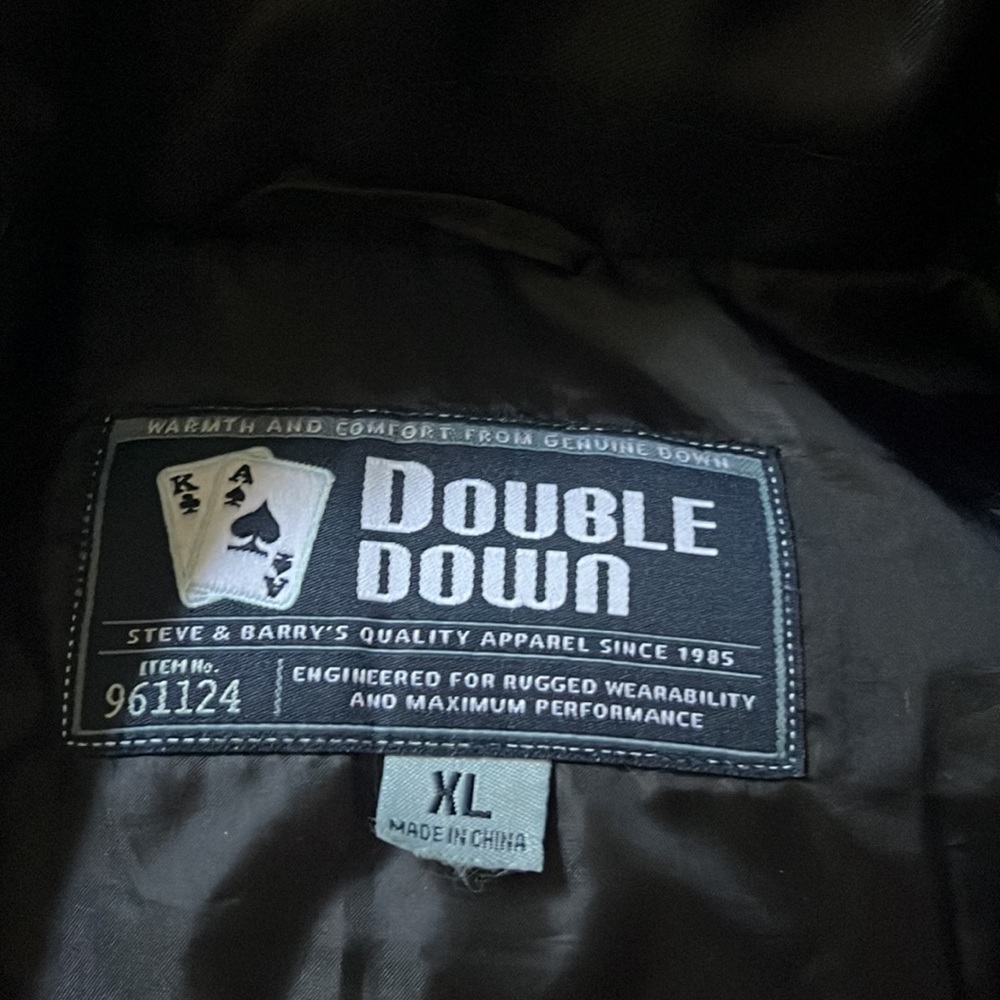 WARMTH AND COMFORT FROM GENUINE DOWN
K
A
A
DOUBLE
DOWN
STEVE & BARRY'S QUALITY APPAREL SINCE 1985
ITEM No.
961124
ENGINEERED FOR RUGGED WEARABILITY
AND MAXIMUM PERFORMANCE
XL
MADE IN CHINA